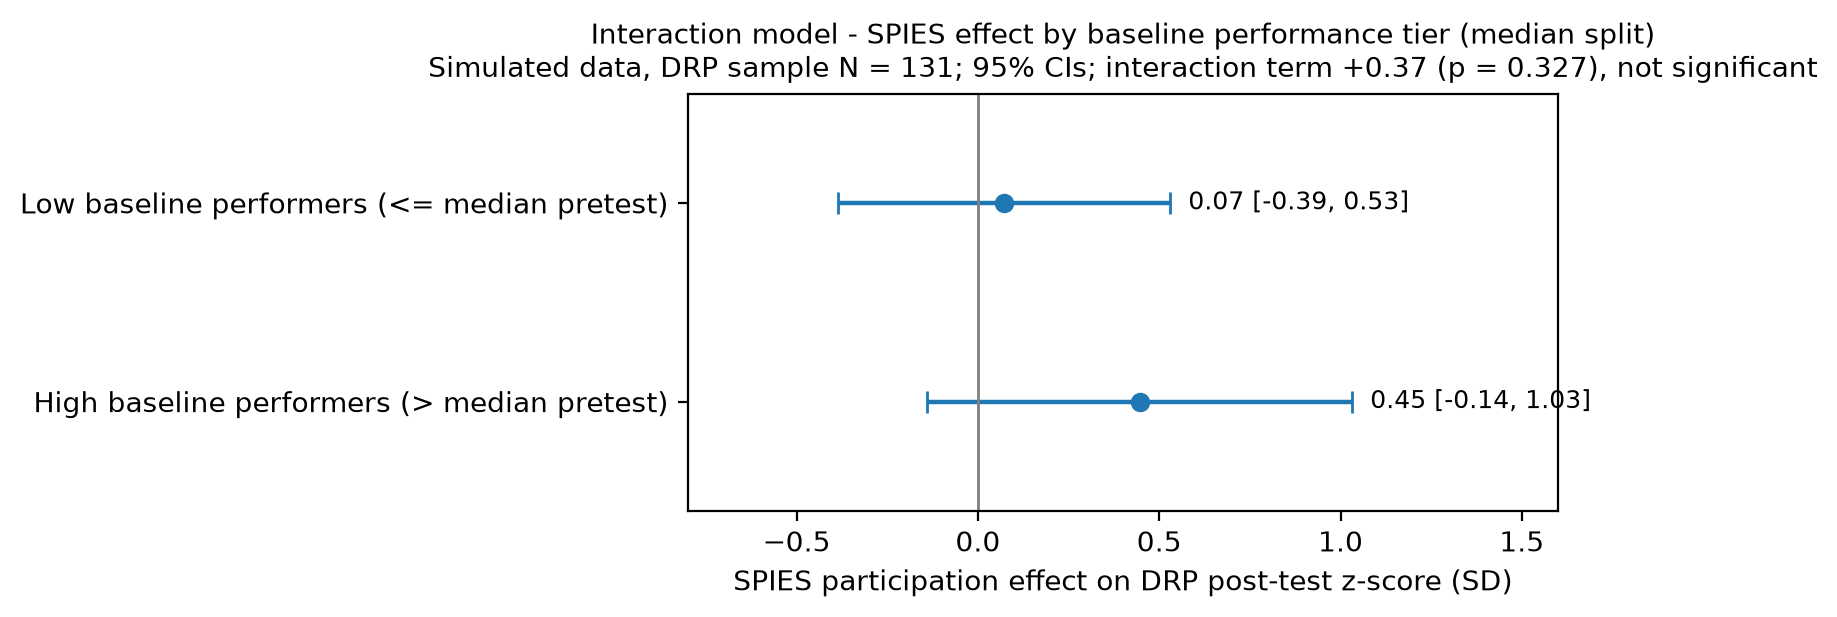 Interaction model - SPIES effect by baseline performance tier (median split)
Simulated data, DRP sample N = 131; 95% CIs; interaction term +0.37 (p = 0.327), not significant
Low baseline performers (<= median pretest)
0.07 [-0.39, 0.53]
High baseline performers (> median pretest)
0.45 [-0.14, 1.03]
−0.5 0.0 0.5 1.0 1.5
SPIES participation effect on DRP post-test z-score (SD)